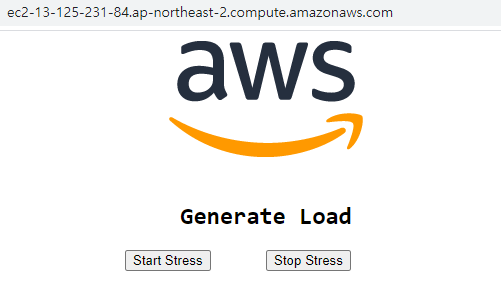 ec2-13-125-231-84.ap-northeast-2.compute.amazonaws.com
aws
Generate Load
Start Stress Stop Stress